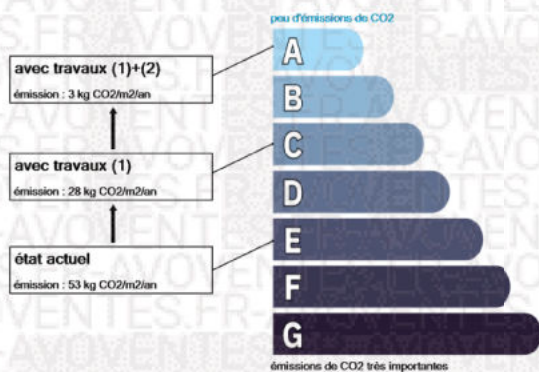 peu d'émissions de CO2
A
avec travaux (1)+(2)
émission : 3 kg CO2/m2/an
B
C
avec travaux (1)
émission : 28 kg CO2/m2/an
D
E
état actuel
émission : 53 kg CO2/m2/an
F
G
émissions de CO2 très importantes